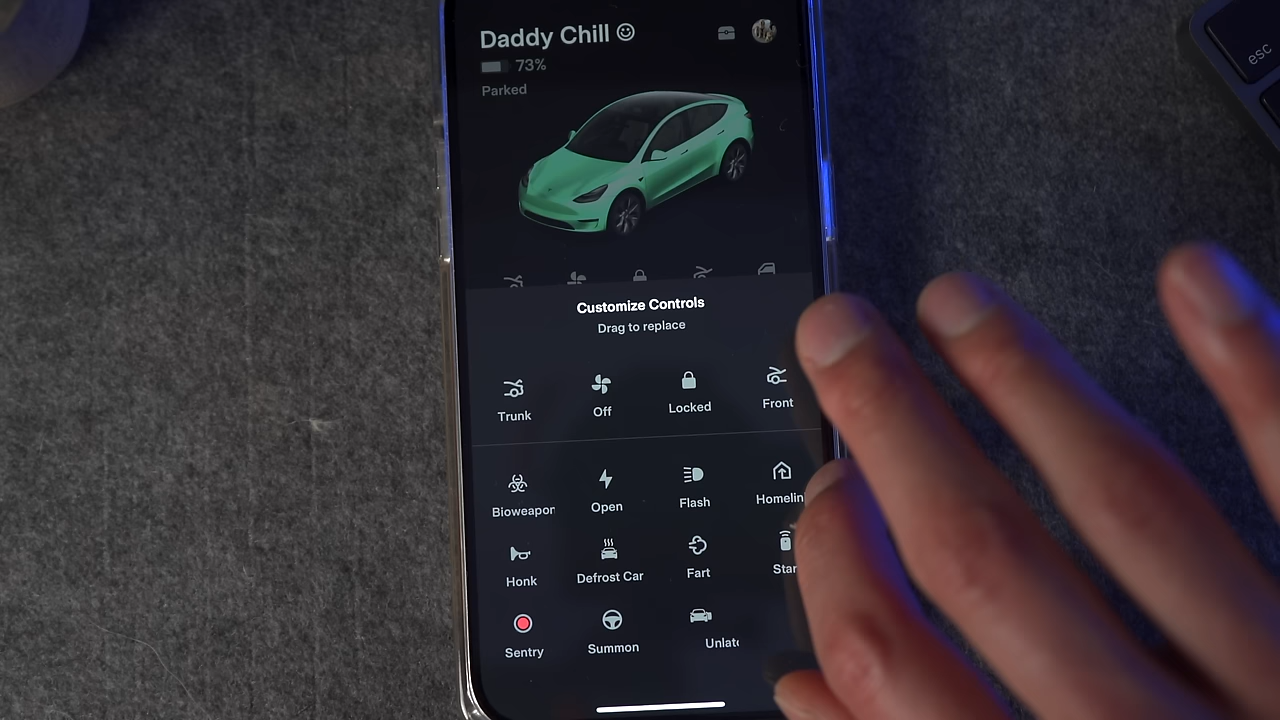 Daddy Chill
73%
Parked
esc
Customize Controls
Drag to replace
Trunk
Off
Locked
Front
Bioweapon
Open
Flash
Homelin
Honk
Defrost Car
Fart
Star
Sentry
Summon
Unlatc